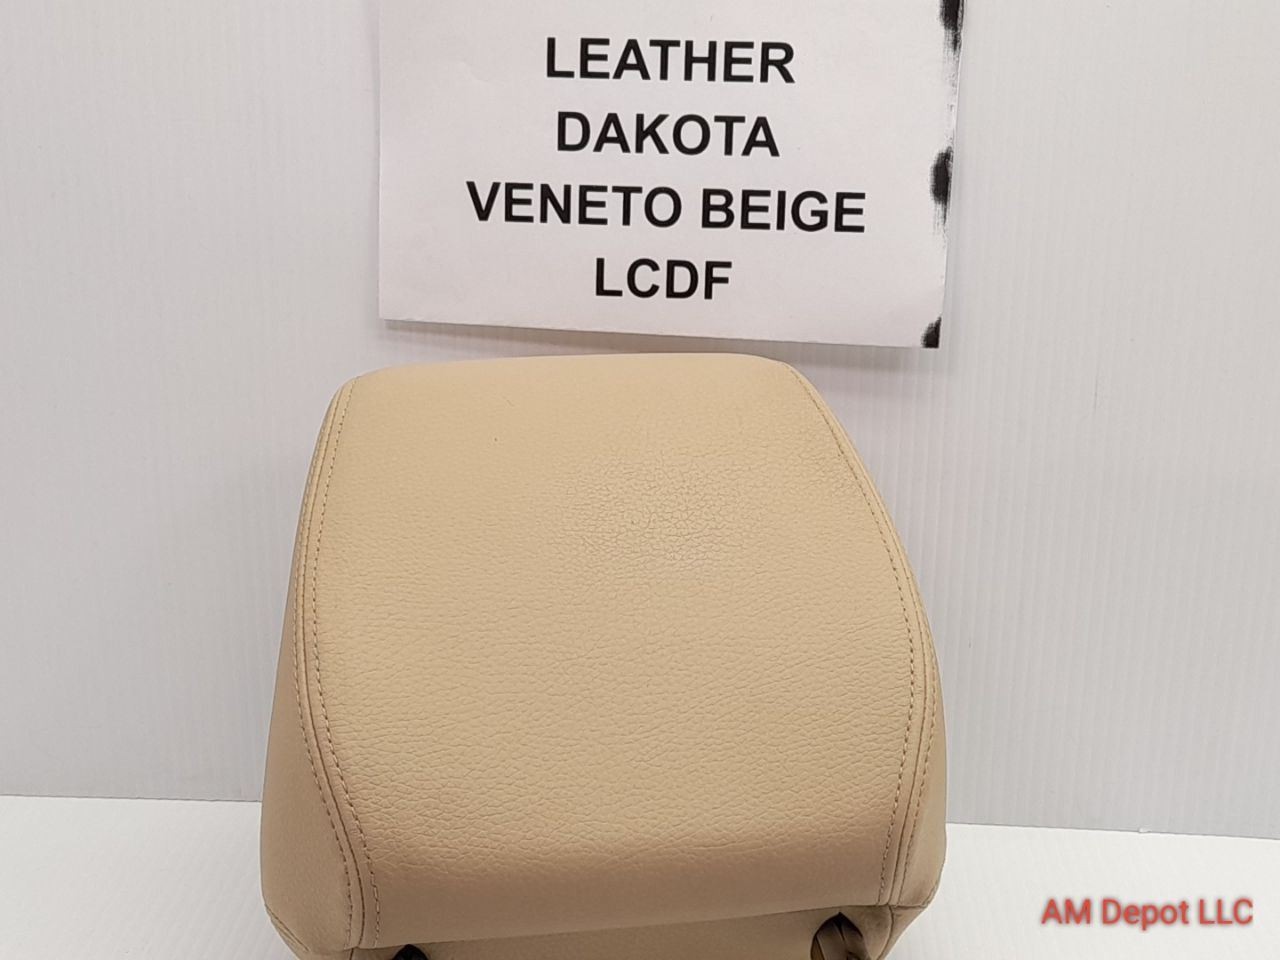 LEATHER
DAKOTA
VENETO BEIGE
LCDF
AM Depot LLC